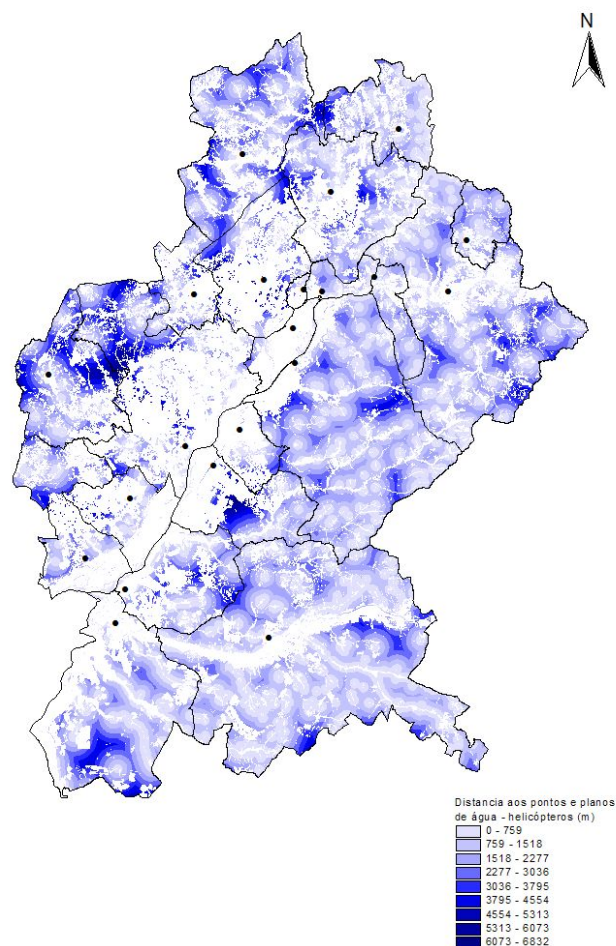 N
Distancia aos pontos e planos
de água - helicópteros (m)
0 - 759
759 - 1518
1518 - 2277
2277 - 3036
3036 - 3795
3795 - 4554
4554 - 5313
5313 - 6073
6073 - 6832